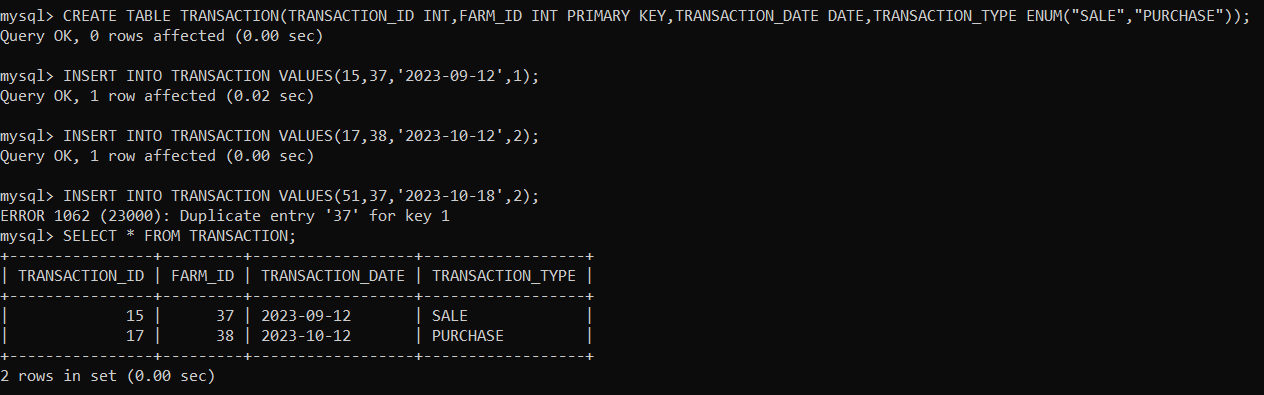 mysql> CREATE TABLE TRANSACTION(TRANSACTION_ID INT,FARM_ID INT PRIMARY KEY,TRANSACTION_DATE DATE,TRANSACTION_TYPE ENUM("SALE","PURCHASE"));
Query OK, 0 rows affected (0.00 sec)
mysql> INSERT INTO TRANSACTION VALUES(15,37,'2023-09-12',1);
Query OK, 1 row affected (0.02 sec)
mysql> INSERT INTO TRANSACTION VALUES(17,38,'2023-10-12',2);
Query OK, 1 row affected (0.00 sec)
mysql> INSERT INTO TRANSACTION VALUES(51,37,'2023-10-18',2);
ERROR 1062 (23000): Duplicate entry '37' for key 1
mysql> SELECT * FROM TRANSACTION;
+----------------+---------+------------------+------------------+
| TRANSACTION_ID | FARM_ID | TRANSACTION_DATE | TRANSACTION_TYPE |
+----------------+---------+------------------+------------------+
|             15 |      37 | 2023-09-12       | SALE             |
|             17 |      38 | 2023-10-12       | PURCHASE         |
+----------------+---------+------------------+------------------+
2 rows in set (0.00 sec)